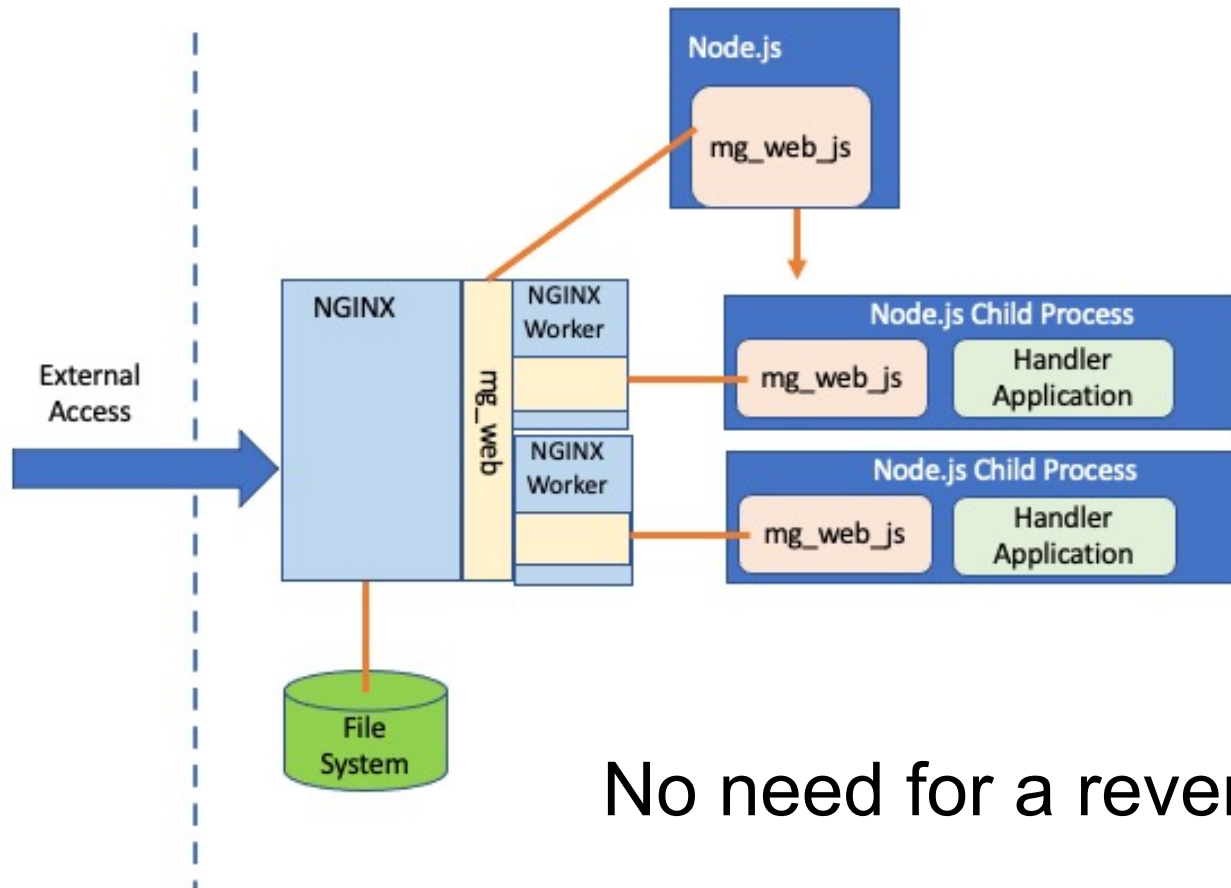 Node.js
mg_web_js
NGINX
mg_web
NGINX
Worker
Node.js Child Process
mg_web_js
Handler
Application
External
Access
NGINX
Worker
Node.js Child Process
mg_web_js
Handler
Application
File
System
No need for a rever